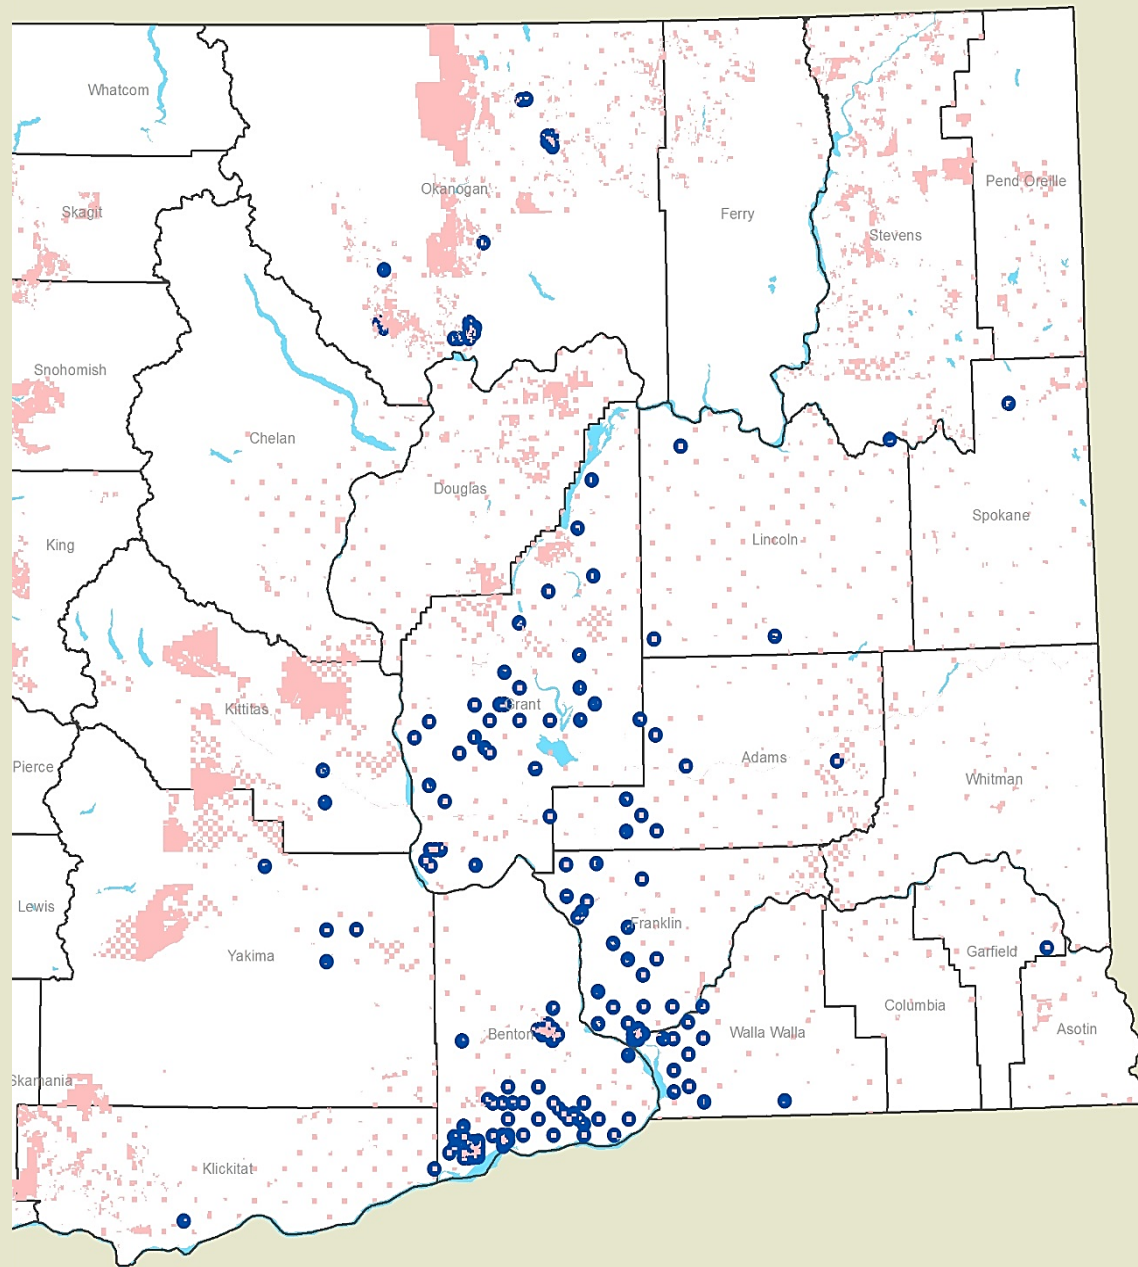 Whatcom
Okanogan
Pend Oreille
Skagit
Ferry
Stevens
Snohomish
Chelan
Douglas
Spokane
King
Lincoln
Kittitas
Grant
Pierce
Adams
Whitman
Lewis
Yakima
Franklin
Garfield
Columbia
Benton
Walla Walla
Asotin
Skamania
Klickitat